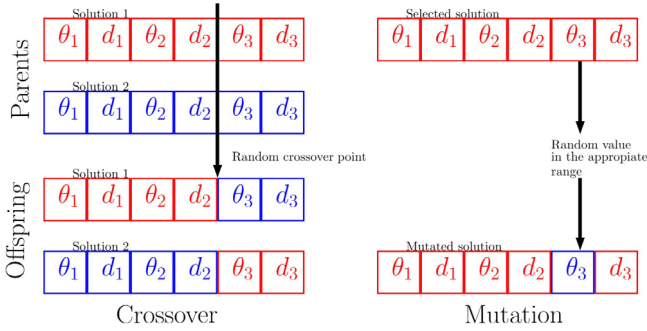 Solution 1
θ₁ d₁ θ₂ d₂ θ₃ d₃
Parents
Solution 2
θ₁ d₁ θ₂ d₂ θ₃ d₃
Random crossover point
Solution 1
θ₁ d₁ θ₂ d₂ θ₃ d₃
Offspring
Solution 2
θ₁ d₁ θ₂ d₂ θ₃ d₃
Crossover
Selected solution
θ₁ d₁ θ₂ d₂ θ₃ d₃
Random value
in the appropiate
range
Mutated solution
θ₁ d₁ θ₂ d₂ θ₃ d₃
Mutation